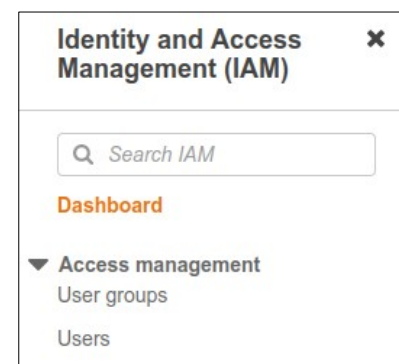 Identity and Access
Management (IAM)
Search IAM
Dashboard
Access management
User groups
Users